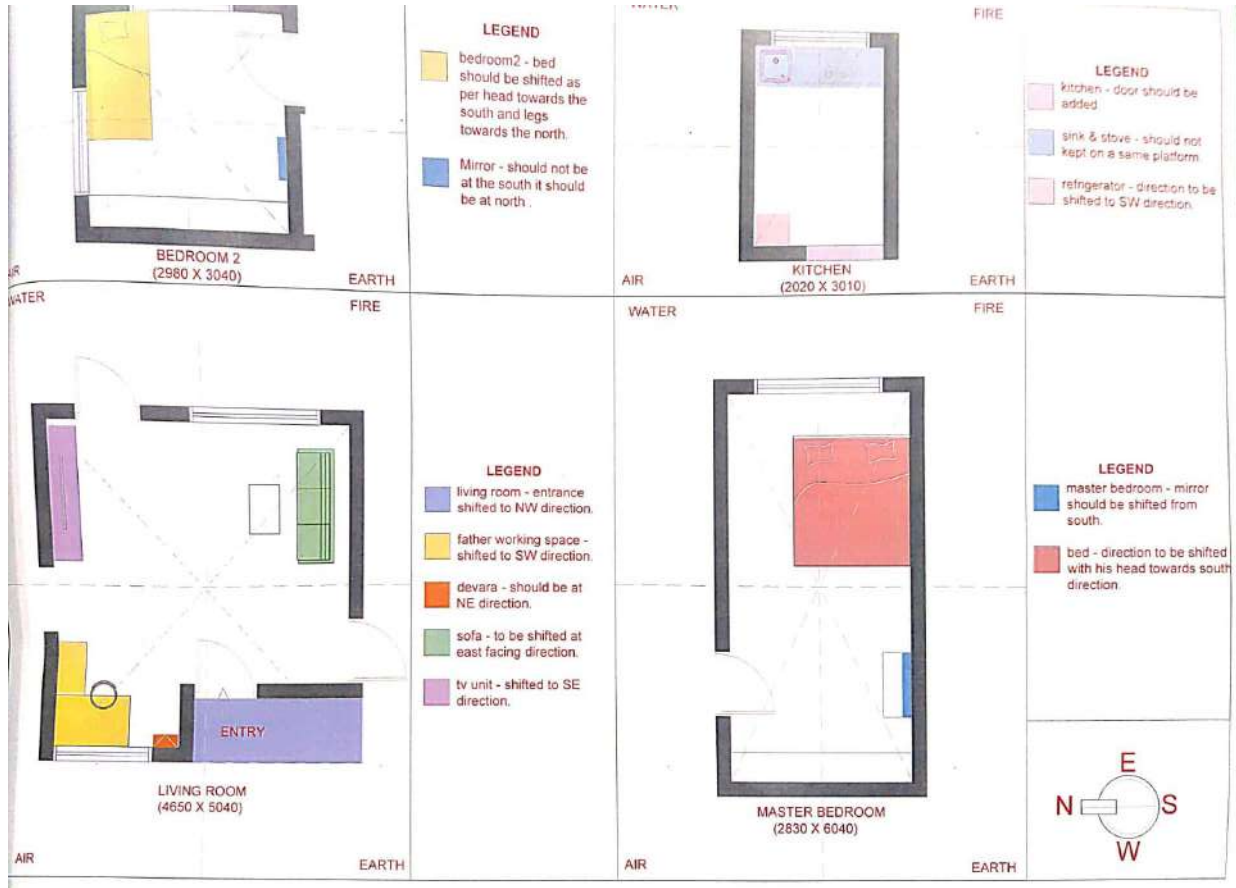 LEGEND
bedroom2 - bed
should be shifted as
per head towards the
south and legs
towards the north.
Mirror - should not be
at the south it should
be at north .
BEDROOM 2
(2980 X 3040)
AIR
EARTH
WATER
FIRE
LEGEND
kitchen - door should be
added
sink & stove - should not
kept on a same platform.
refrigerator - direction to be
shifted to SW direction.
KITCHEN
(2020 X 3010)
AIR
EARTH
WATER
FIRE
ENTRY
LIVING ROOM
(4650 X 5040)
AIR
EARTH
LEGEND
living room - entrance
shifted to NW direction.
father working space -
shifted to SW direction.
devara - should be at
NE direction.
sofa - to be shifted at
east facing direction.
tv unit - shifted to SE
direction.
WATER
FIRE
MASTER BEDROOM
(2830 X 6040)
AIR
EARTH
LEGEND
master bedroom - mirror
should be shifted from
south.
bed - direction to be shifted
with his head towards south
direction.
E
N
S
W